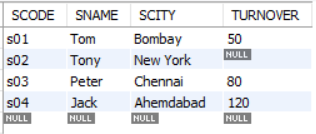 SCODE SNAME SCITY TURNOVER
s01 Tom Bombay 50
s02 Tony New York NULL
s03 Peter Chennai 80
s04 Jack Ahemdabad 120
NULL NULL NULL NULL